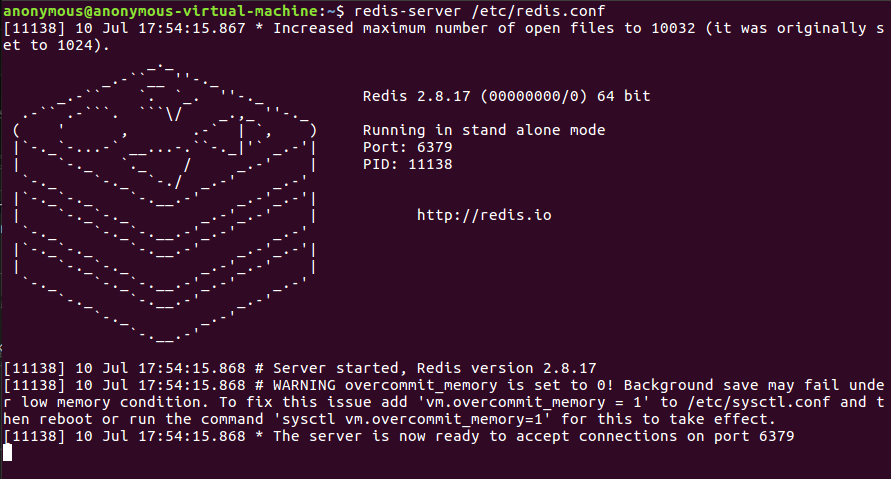 anonymous@anonymous-virtual-machine:~$ redis-server /etc/redis.conf
[11138] 10 Jul 17:54:15.867 * Increased maximum number of open files to 10032 (it was originally s
et to 1024).
Redis 2.8.17 (00000000/0) 64 bit
Running in stand alone mode
Port: 6379
PID: 11138
http://redis.io
[11138] 10 Jul 17:54:15.868 # Server started, Redis version 2.8.17
[11138] 10 Jul 17:54:15.868 # WARNING overcommit_memory is set to 0! Background save may fail unde
r low memory condition. To fix this issue add 'vm.overcommit_memory = 1' to /etc/sysctl.conf and t
hen reboot or run the command 'sysctl vm.overcommit_memory=1' for this to take effect.
[11138] 10 Jul 17:54:15.868 * The server is now ready to accept connections on port 6379